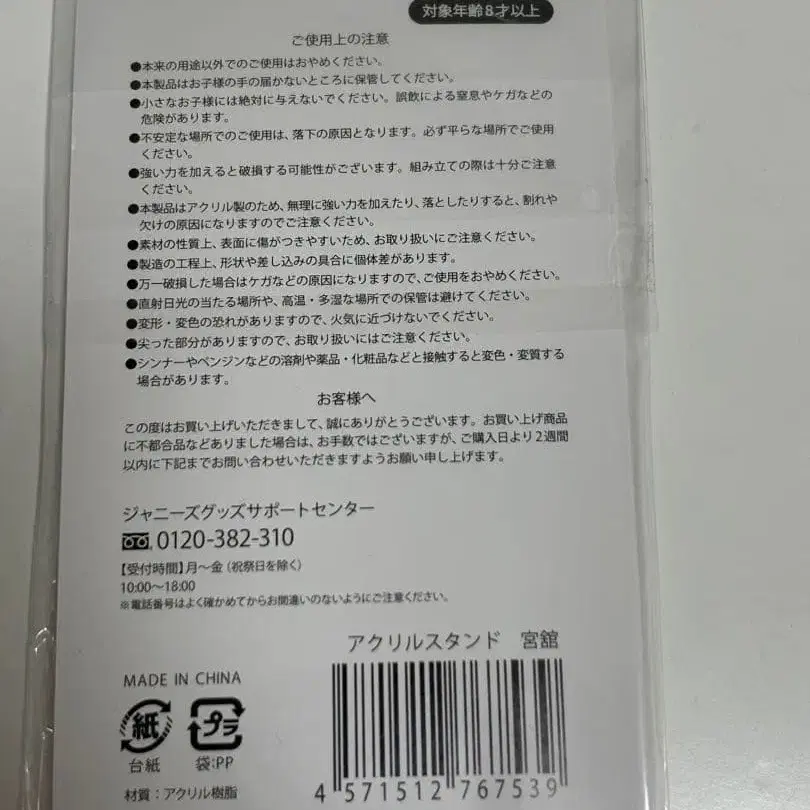 対象年齢8才以上
ご使用上の注意
●本来の用途以外でのご使用はおやめください。
●本製品はお子様の手の届かないところに保管してください。
●小さなお子様には絶対に与えないでください。誤飲による窒息やケガなどの
危険があります。
●不安定な場所でのご使用は、落下の原因となります。必ず平らな場所でご使用
ください。
●強い力を加えると破損する可能性がございます。組み立ての際は十分ご注意
ください。
●本製品はアクリル製のため、無理に強い力を加えたり、落としたりすると、割れや
欠けの原因になりますのでご注意ください。
●素材の性質上、表面に傷がつきやすいため、お取り扱いにご注意ください。
●製造の工程上、形状や差し込みの具合に個体差があります。
●万一破損した場合はケガなどの原因になりますので、ご使用をおやめください。
●直射日光の当たる場所や、高温・多湿な場所での保管は避けてください。
●変形・変色の恐れがありますので、火気に近づけないでください。
●尖った部分がありますので、お取り扱いにはご注意ください。
●シンナーやベンジンなどの溶剤や薬品・化粧品などと接触すると変色・変質する
場合があります。
お客様へ
この度はお買い上げいただきまして、誠にありがとうございます。お買い上げ商品
に不都合品などありました場合は、お手数ではございますが、ご購入日より2週間
以内に下記までお問い合わせいただきますようお願い申し上げます。
ジャニーズグッズサポートセンター
0120-382-310
【受付時間】月〜金（祝祭日を除く）
10:00〜18:00
※電話番号はよく確かめてからお間違いのないようにご注意ください。
アクリルスタンド 宮舘
MADE IN CHINA
紙 プラ
台紙 袋:PP
材質：アクリル樹脂
4 571512 767539